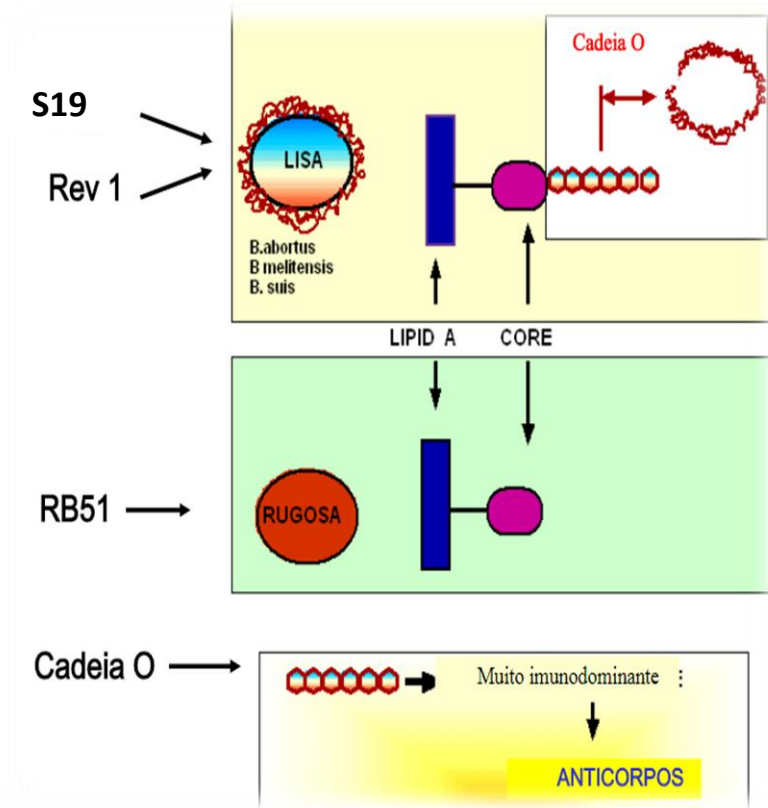 Cadeia O
S19
LISA
Rev 1
B.abortus
B melitensis
B. suis
LIPID A CORE
RB51
RUGOSA
Cadeia O
Muito imunodominante :
ANTICORPOS